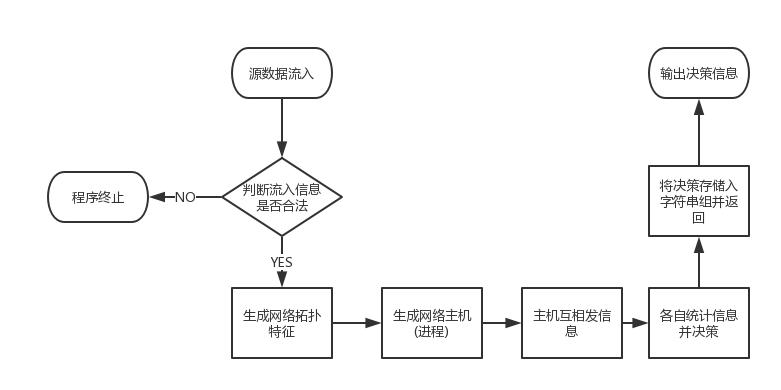 源数据流入
输出决策信息
判断流入信息
是否合法
程序终止
NO
将决策存储入
字符串组并返
回
YES
生成网络拓扑
特征
生成网络主机
(进程)
主机互相发信
息
各自统计信息
并决策